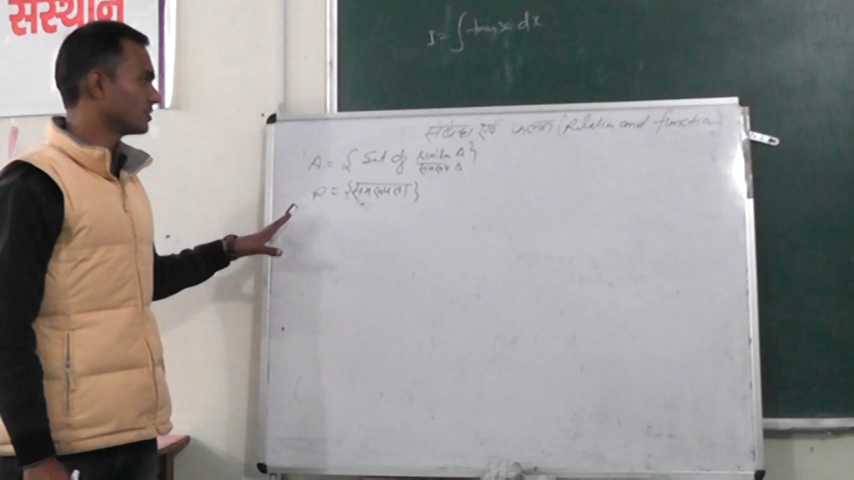 संस्थान
I = ∫ tan x dx
संबंध एवं फलन (Relation and function)
A = { Set of similar Δ }
समरूप Δ
R = {समरूपता}